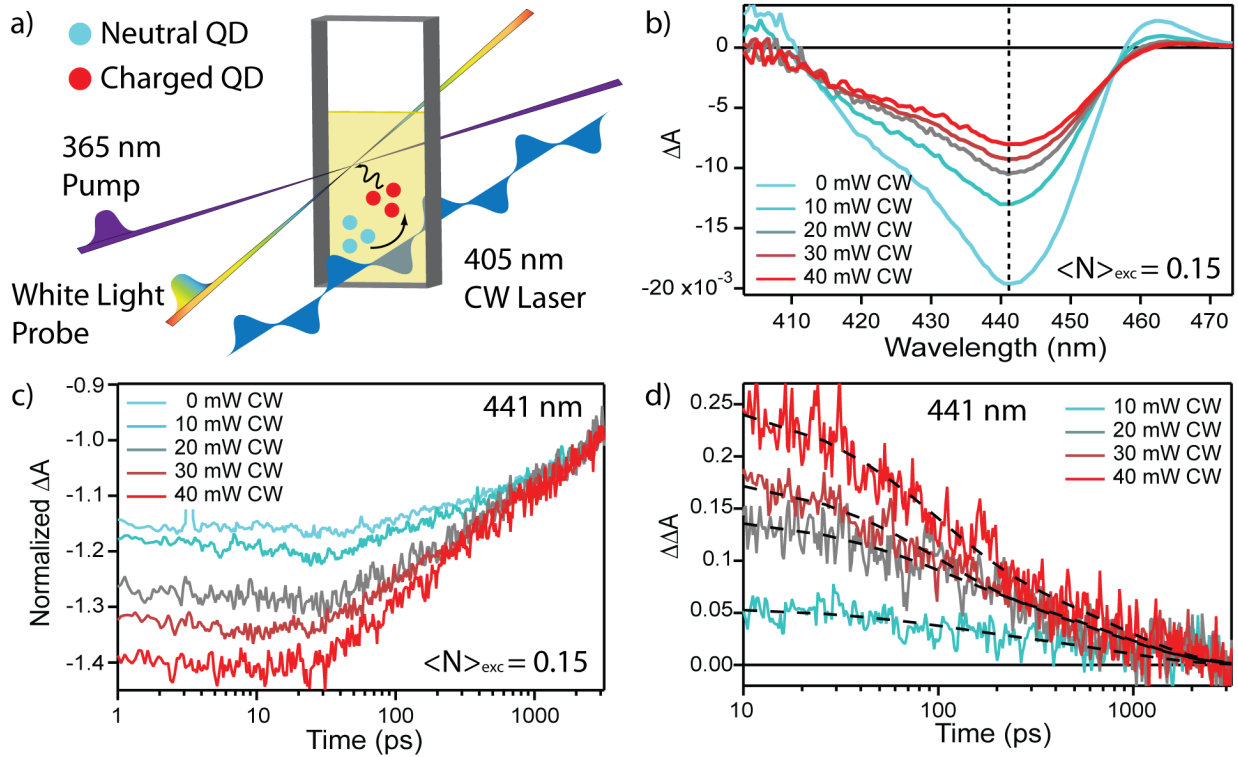 a)
Neutral QD
Charged QD
365 nm
Pump
White Light
Probe
405 nm
CW Laser
b)
0
-5
-10
-15
-20 x10-3
ΔA
0 mW CW
10 mW CW
20 mW CW
30 mW CW
40 mW CW
<N>exc = 0.15
410
420
430
440
450
460
470
Wavelength (nm)
c)
-0.9
-1.0
-1.1
-1.2
-1.3
-1.4
Normalized ΔA
0 mW CW
10 mW CW
20 mW CW
30 mW CW
40 mW CW
441 nm
<N>exc = 0.15
1
10
100
1000
Time (ps)
d)
0.25
0.2
0.15
0.1
0.05
0.00
ΔΔA
441 nm
10 mW CW
20 mW CW
30 mW CW
40 mW CW
10
100
1000
Time (ps)